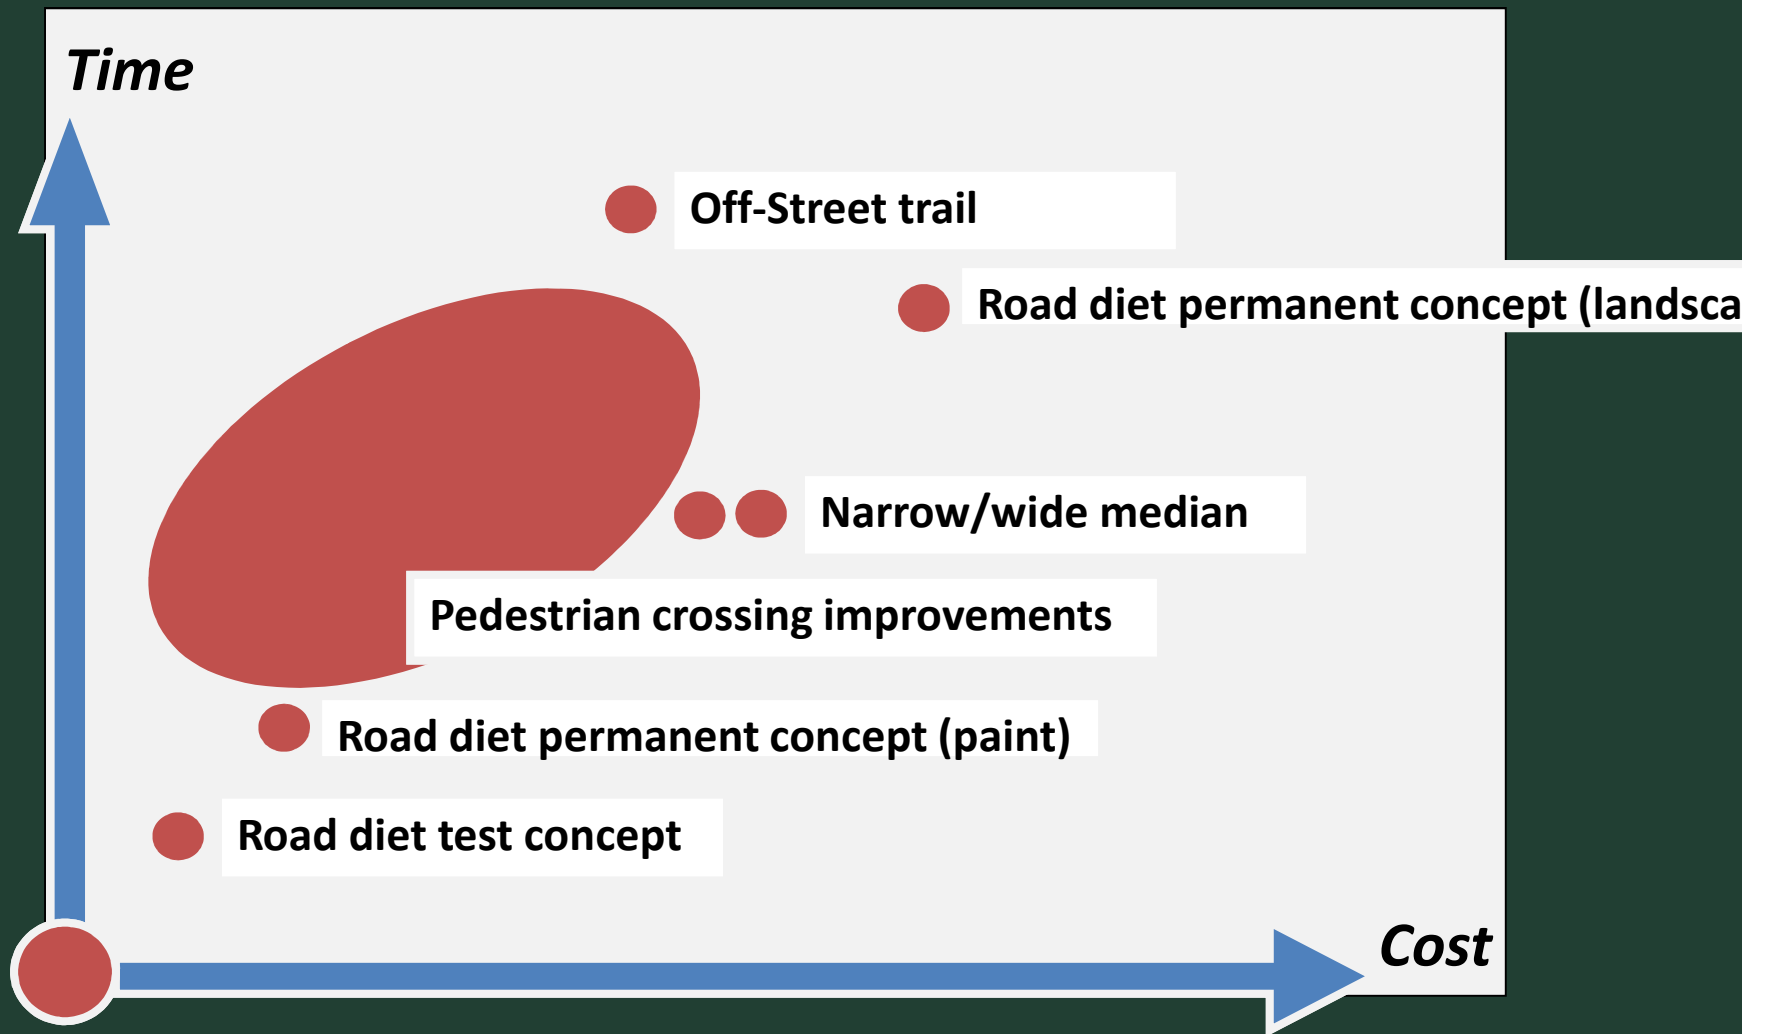 Time
Off-Street trail
Road diet permanent concept (landsca
Narrow/wide median
Pedestrian crossing improvements
Road diet permanent concept (paint)
Road diet test concept
Cost